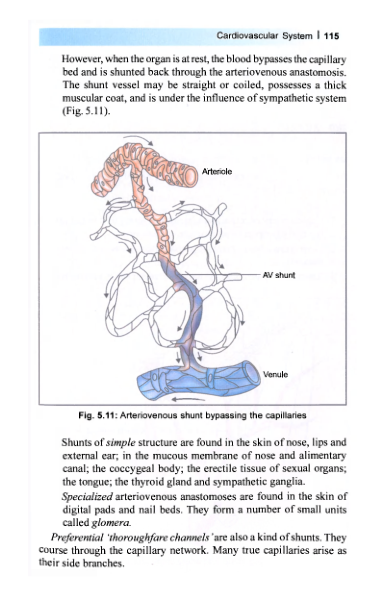 Cardiovascular System | 115
However, when the organ is at rest, the blood bypasses the capillary
bed and is shunted back through the arteriovenous anastomosis.
The shunt vessel may be straight or coiled, possesses a thick
muscular coat, and is under the influence of sympathetic system
(Fig. 5.11).
Arteriole
AV shunt
Venule
Fig. 5.11: Arteriovenous shunt bypassing the capillaries
Shunts of simple structure are found in the skin of nose, lips and
external ear; in the mucous membrane of nose and alimentary
canal; the coccygeal body; the erectile tissue of sexual organs;
the tongue; the thyroid gland and sympathetic ganglia.
Specialized arteriovenous anastomoses are found in the skin of
digital pads and nail beds. They form a number of small units
called glomera.
Preferential 'thoroughfare channels' are also a kind of shunts. They
course through the capillary network. Many true capillaries arise as
their side branches.